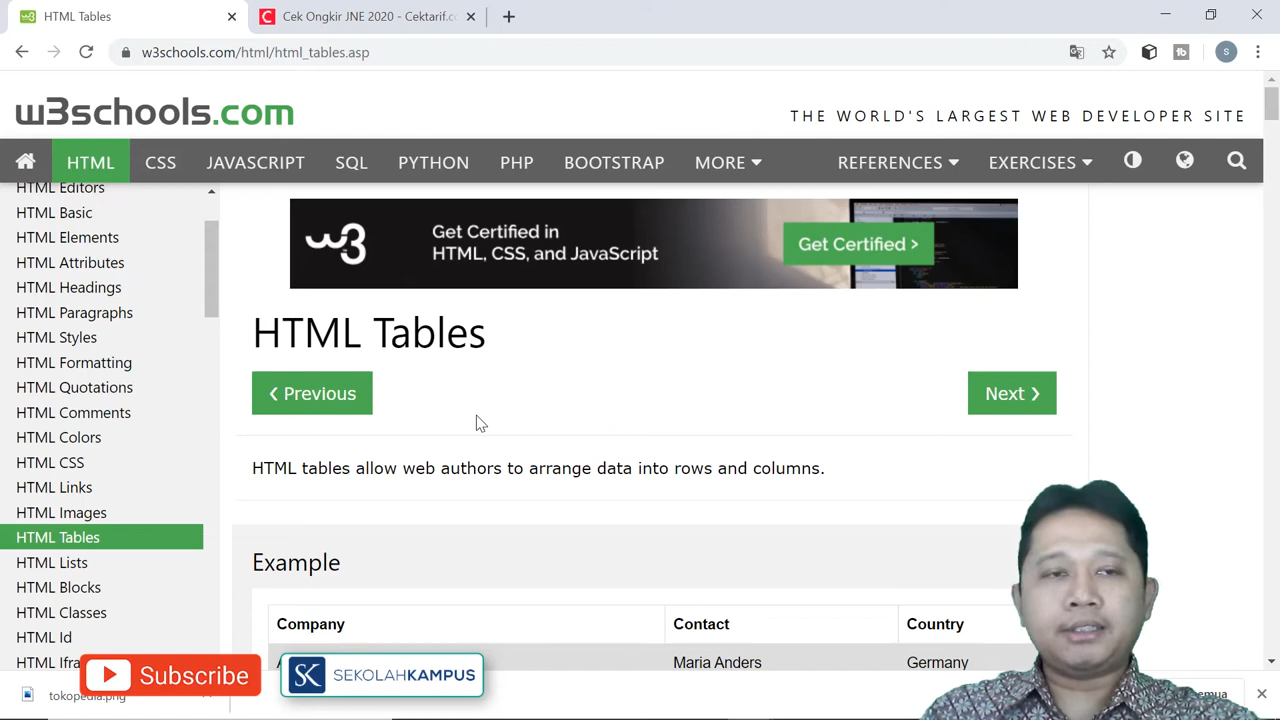 HTML Tables
Cek Ongkir JNE 2020 - Cektarif.c
w3schools.com/html/html_tables.asp
S
w3schools.com
THE WORLD'S LARGEST WEB DEVELOPER SITE
HTML CSS JAVASCRIPT SQL PYTHON PHP BOOTSTRAP MORE REFERENCES EXERCISES
HTML Editors
HTML Basic
HTML Elements
HTML Attributes
HTML Headings
HTML Paragraphs
HTML Styles
HTML Formatting
HTML Quotations
HTML Comments
HTML Colors
HTML CSS
HTML Links
HTML Images
HTML Tables
HTML Lists
HTML Blocks
HTML Classes
HTML Id
HTML Ifra
w3
Get Certified in
HTML, CSS, and JavaScript
Get Certified >
HTML Tables
❮ Previous
Next ❯
HTML tables allow web authors to arrange data into rows and columns.
Example
Company Contact Country
Maria Anders Germany
Subscribe
SK SEKOLAHKAMPUS
tokopedia.png